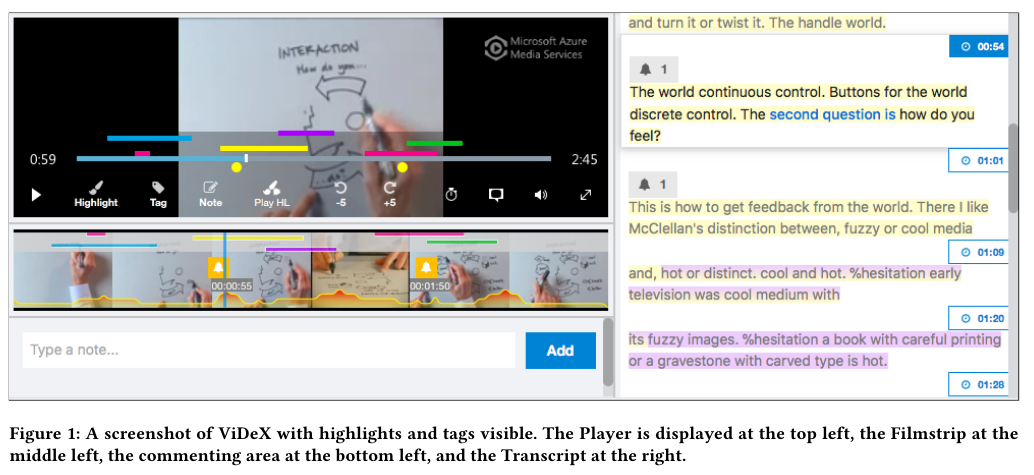 INTERACTION
How do you...
...do?
Microsoft Azure
Media Services
0:59
2:45
Highlight
Tag
Note
Play HL
-5
+5
00:00:55
00:01:50
Type a note...
Add
and turn it or twist it. The handle world.
00:54
1
The world continuous control. Buttons for the world
discrete control. The second question is how do you
feel?
01:01
1
This is how to get feedback from the world. There I like
McClellan's distinction between, fuzzy or cool media
01:09
and, hot or distinct. cool and hot. %hesitation early
television was cool medium with
01:20
its fuzzy images. %hesitation a book with careful printing
or a gravestone with carved type is hot.
01:28
Figure 1: A screenshot of ViDeX with highlights and tags visible. The Player is displayed at the top left, the Filmstrip at the
middle left, the commenting area at the bottom left, and the Transcript at the right.